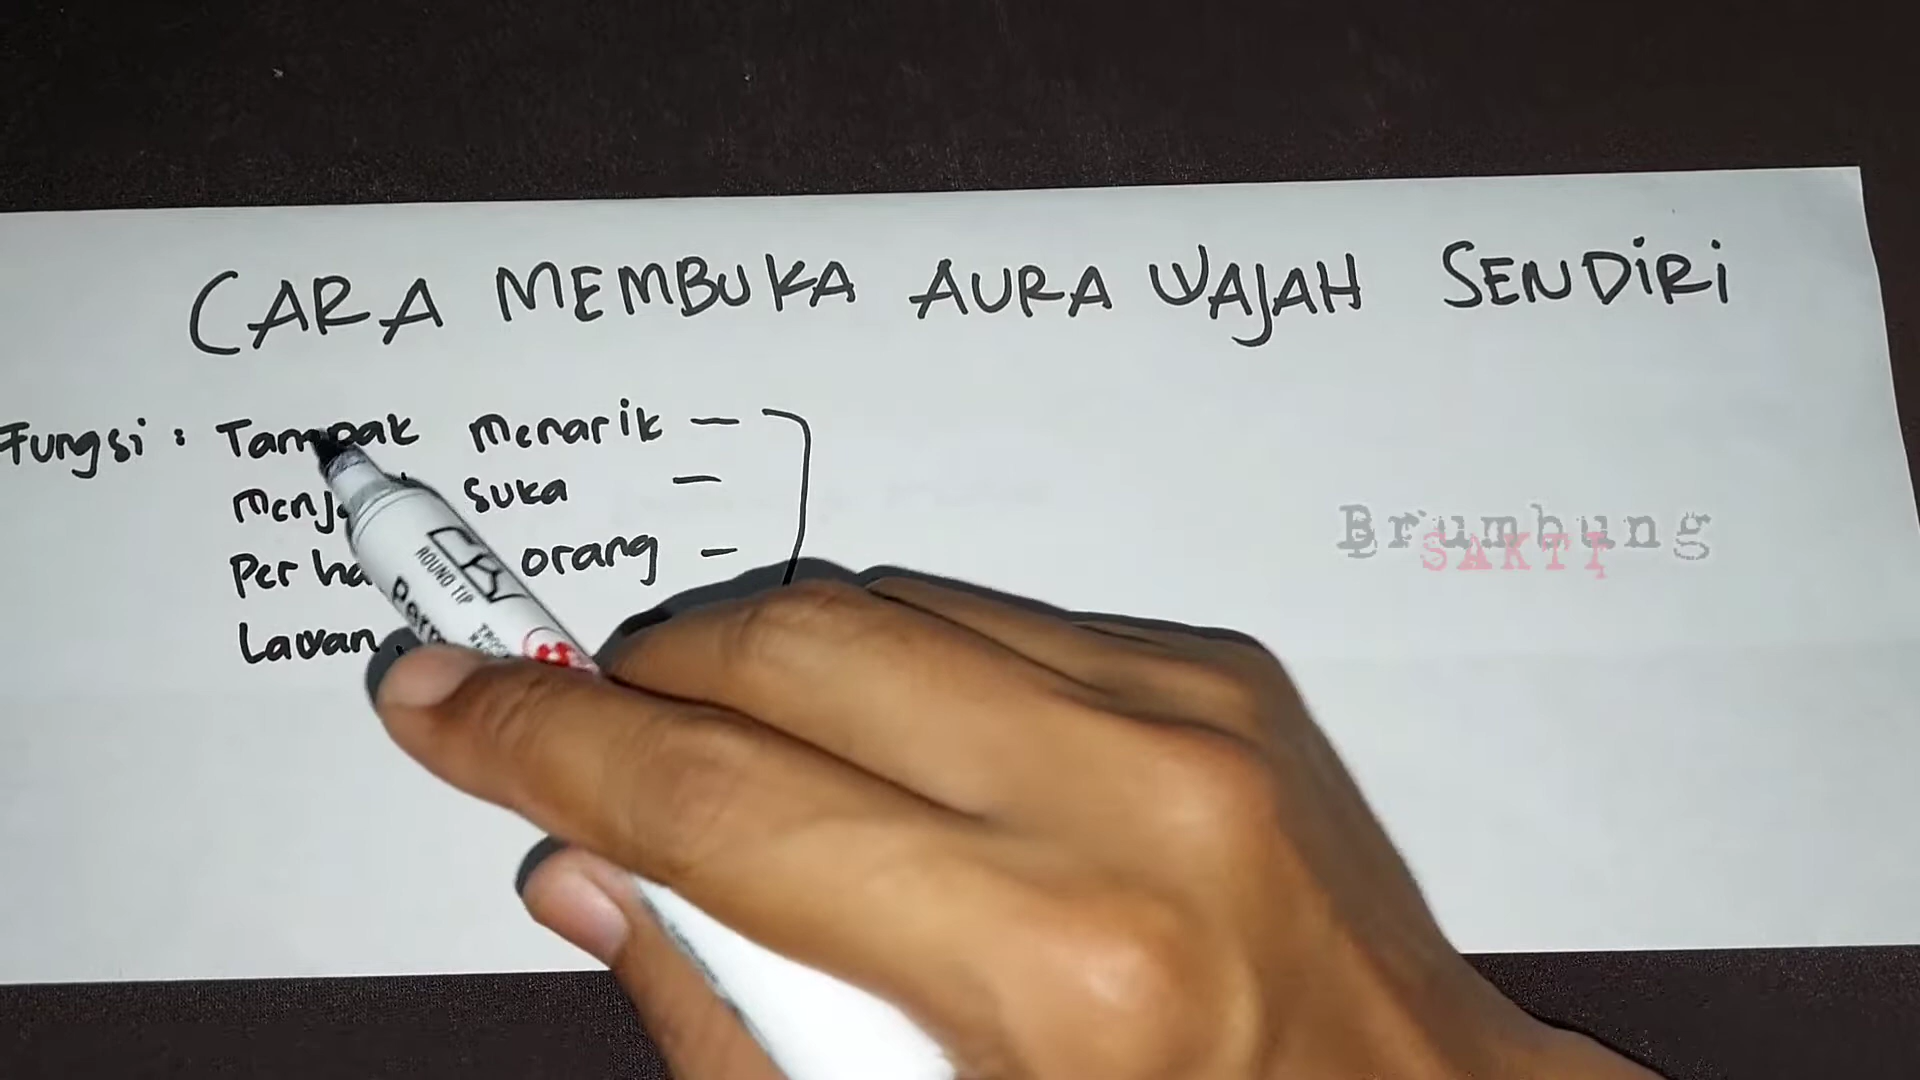 CARA MEMBUKA AURA WAJAH SENDIRI
Fungsi : Tampak Menarik –
suka –
orang –
Lawan
Brumbung
SAKTI
ROUND TIP